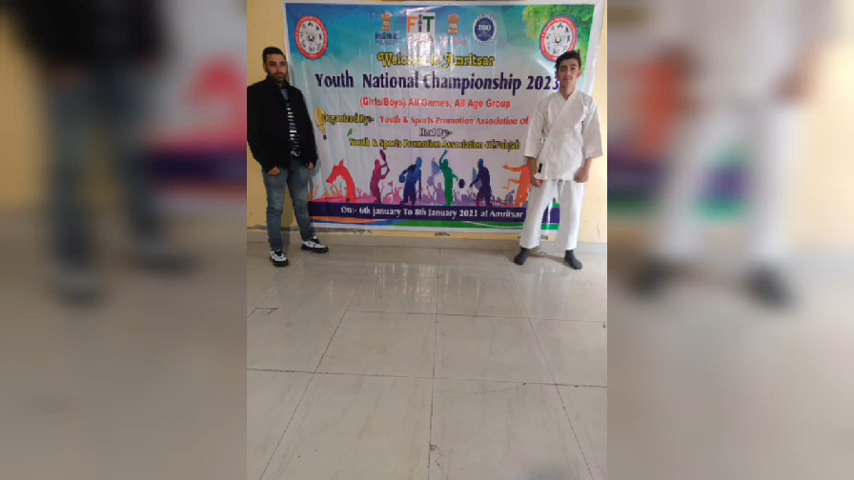 FIT
ISO
Welcome to Amritsar
Youth National Championship 2023
(Girls/Boys) All Games, All Age Group
Organized By:- Youth & Sports Promotion Association Of
Host By:-
Youth & Sports Promotion Association Of Punjab
On:- 6th january To 8th January 2023 at Amritsar